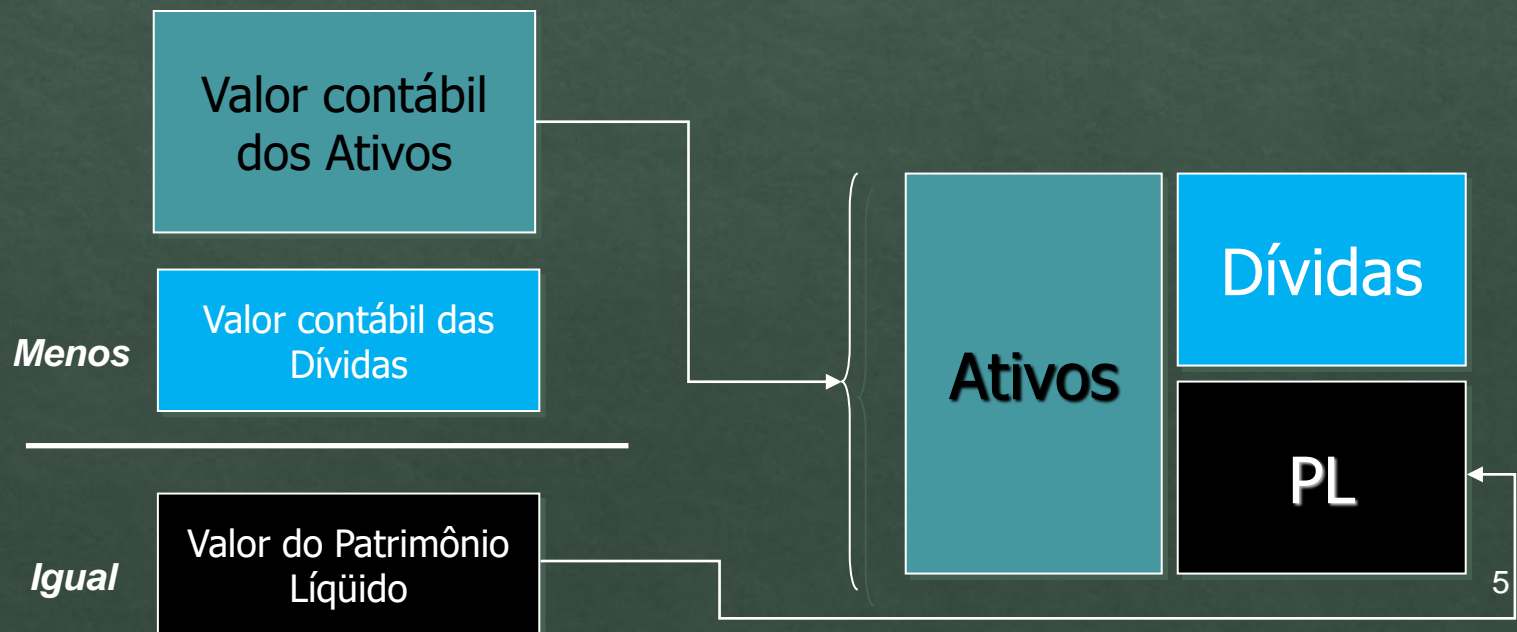 Valor contábil
dos Ativos
Menos
Valor contábil das
Dívidas
Igual
Valor do Patrimônio
Líqüido
Ativos
Dívidas
PL
5